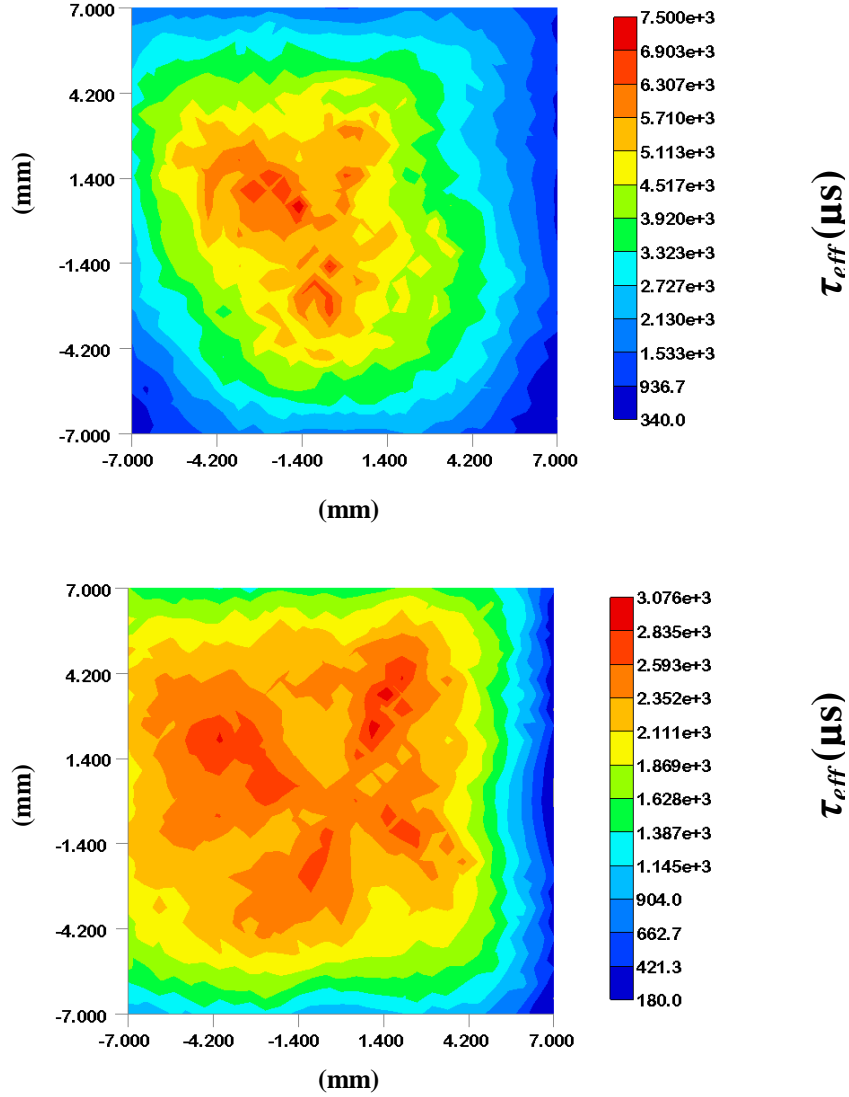 7.000
4.200
1.400
-1.400
-4.200
-7.000
(mm)
-7.000 -4.200 -1.400 1.400 4.200 7.000
(mm)
7.500e+3
6.903e+3
6.307e+3
5.710e+3
5.113e+3
4.517e+3
3.920e+3
3.323e+3
2.727e+3
2.130e+3
1.533e+3
936.7
340.0
τeff(μs)
7.000
4.200
1.400
-1.400
-4.200
-7.000
(mm)
-7.000 -4.200 -1.400 1.400 4.200 7.000
(mm)
3.076e+3
2.835e+3
2.593e+3
2.352e+3
2.111e+3
1.869e+3
1.628e+3
1.387e+3
1.145e+3
904.0
662.7
421.3
180.0
τeff(μs)